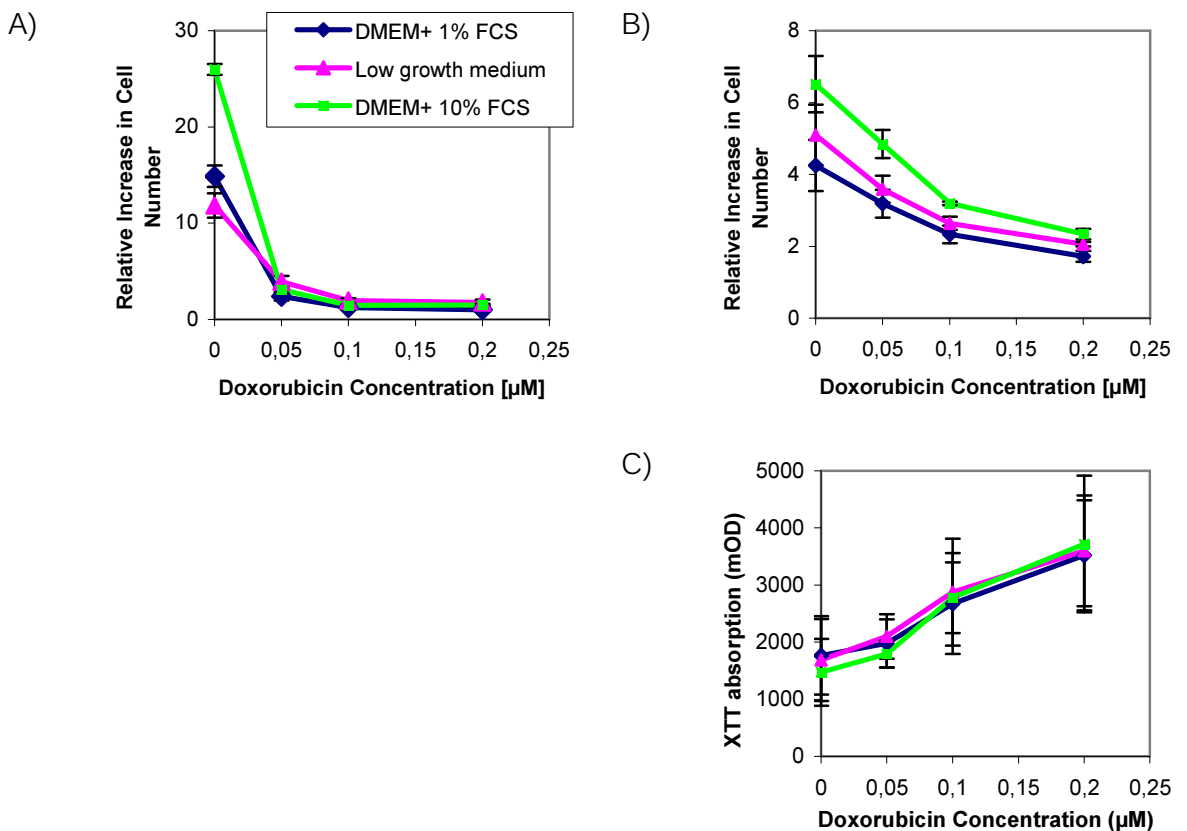 A)
30
20
10
0
Relative Increase in Cell
Number
DMEM+ 1% FCS
Low growth medium
DMEM+ 10% FCS
0 0,05 0,1 0,15 0,2 0,25
Doxorubicin Concentration [µM]
B)
8
6
4
2
0
Relative Increase in Cell
Number
0 0,05 0,1 0,15 0,2 0,25
Doxorubicin Concentration [µM]
C)
5000
4000
3000
2000
1000
0
XTT absorption (mOD)
0 0,05 0,1 0,15 0,2 0,25
Doxorubicin Concentration (µM)